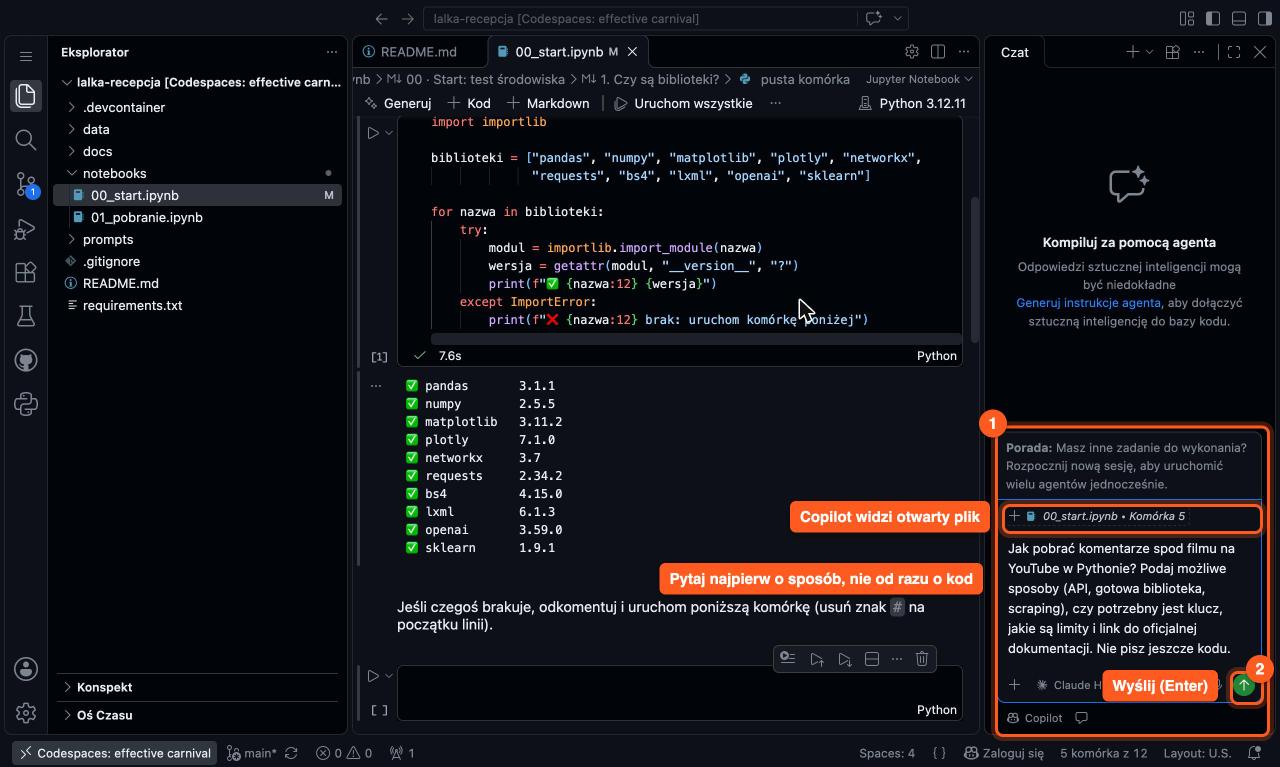 lalka-recepcja [Codespaces: effective carnival]
Eksplorator
lalka-recepcja [Codespaces: effective carn...
.devcontainer
data
docs
notebooks
00_start.ipynb M
01_pobranie.ipynb
prompts
.gitignore
README.md
requirements.txt
Konspekt
Oś Czasu
1
README.md
00_start.ipynb M
ynb > M↓ 00 · Start: test środowiska > M↓ 1. Czy są biblioteki? > pusta komórka
Jupyter Notebook
Generuj
Kod
Markdown
Uruchom wszystkie
Python 3.12.11
import importlib
biblioteki = ["pandas", "numpy", "matplotlib", "plotly", "networkx",
"requests", "bs4", "lxml", "openai", "sklearn"]
for nazwa in biblioteki:
try:
modul = importlib.import_module(nazwa)
wersja = getattr(modul, "__version__", "?")
print(f"✅ {nazwa:12} {wersja}")
except ImportError:
print(f"❌ {nazwa:12} brak: uruchom komórkę poniżej")
[1]
7.6s
Python
✅ pandas 3.1.1
✅ numpy 2.5.5
✅ matplotlib 3.11.2
✅ plotly 7.1.0
✅ networkx 3.7
✅ requests 2.34.2
✅ bs4 4.15.0
✅ lxml 6.1.3
✅ openai 3.59.0
✅ sklearn 1.9.1
Jeśli czegoś brakuje, odkomentuj i uruchom poniższą komórkę (usuń znak # na
początku linii).
[ ]
Python
Czat
Kompiluj za pomocą agenta
Odpowiedzi sztucznej inteligencji mogą
być niedokładne
Generuj instrukcje agenta, aby dołączyć
sztuczną inteligencję do bazy kodu.
1
Porada: Masz inne zadanie do wykonania?
Rozpocznij nową sesję, aby uruchomić
wielu agentów jednocześnie.
Copilot widzi otwarty plik
00_start.ipynb • Komórka 5
Pytaj najpierw o sposób, nie od razu o kod
Jak pobrać komentarze spod filmu na
YouTube w Pythonie? Podaj możliwe
sposoby (API, gotowa biblioteka,
scraping), czy potrzebny jest klucz,
jakie są limity i link do oficjalnej
dokumentacji. Nie pisz jeszcze kodu.
Claude H
Wyślij (Enter)
2
Copilot
Codespaces: effective carnival
main*
0
0
1
Spaces: 4
{ }
Zaloguj się
5 komórka z 12
Layout: U.S.